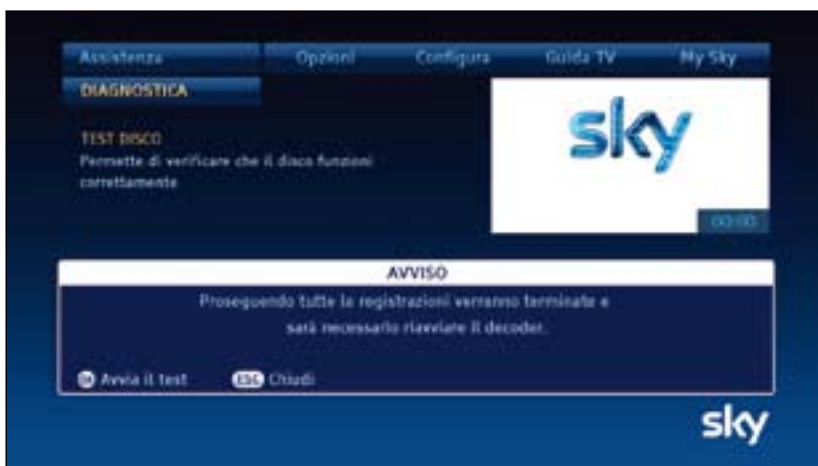 Assistenza Opzioni Configura Guida TV My Sky
DIAGNOSTICA
sky
TEST DISCO
Permette di verificare che il disco funzioni
correttamente
00:00
AVVISO
Proseguendo tutte le registrazioni verranno terminate e
sarà necessario riavviare il decoder.
OK Avvia il test ESC Chiudi
sky